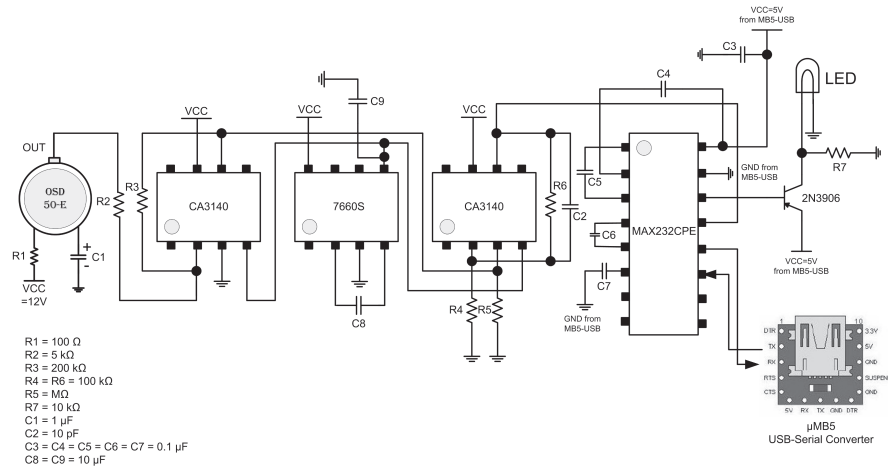 VCC=5V
from MB5-USB
C3
LED
C4
C9
VCC
VCC
VCC
OUT
OSD
50-E
R2
R3
CA3140
7660S
CA3140
R6
C2
C5
C6
C7
MAX232CPE
GND from
MB5-USB
R7
2N3906
VCC=5V
from MB5-USB
R1
VCC
=12V
+
-
C1
C8
R4
R5
GND from
MB5-USB
1
10
DTR
3.3V
TX
5V
RX
GND
RTS
SUSPEN
CTS
GND
5V RX TX GND DTR
µMB5
USB-Serial Converter
R1 = 100 Ω
R2 = 5 kΩ
R3 = 200 kΩ
R4 = R6 = 100 kΩ
R5 = MΩ
R7 = 10 kΩ
C1 = 1 µF
C2 = 10 pF
C3 = C4 = C5 = C6 = C7 = 0.1 µF
C8 = C9 = 10 µF